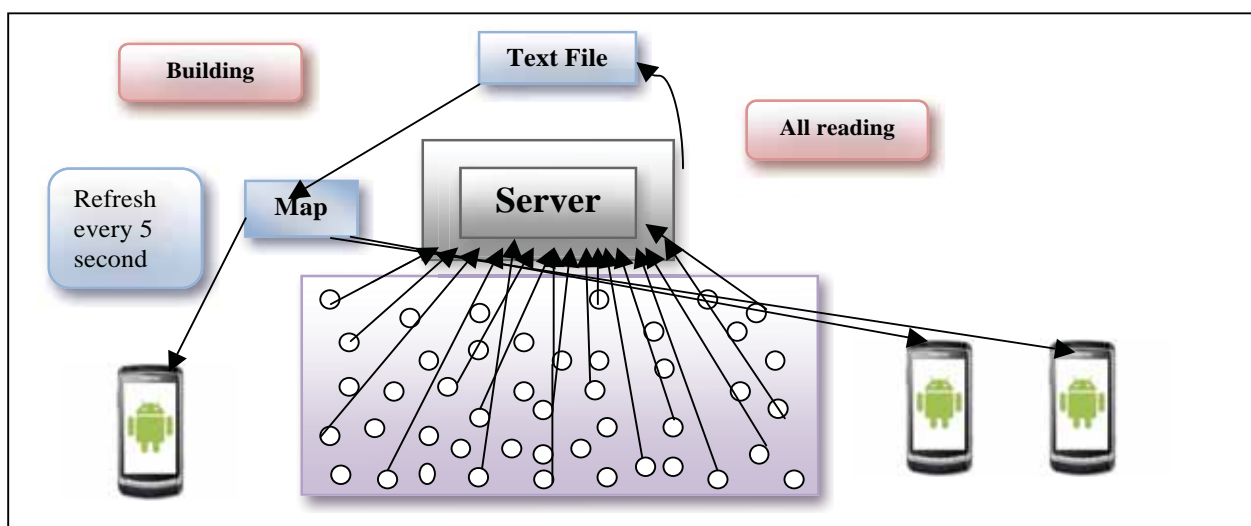 Text File
Building
All reading
Refresh
every 5
second
Map
Server